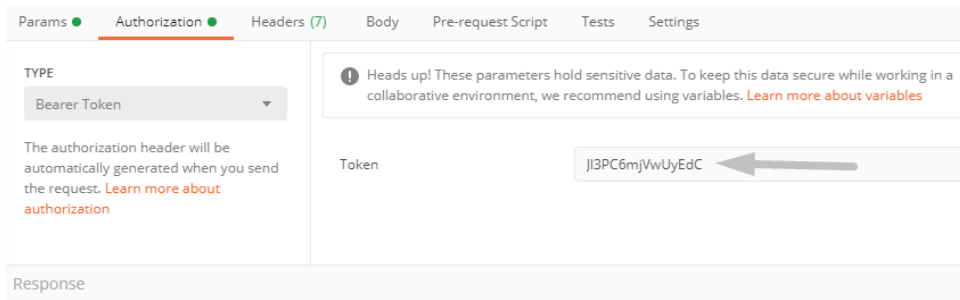 Params Authorization Headers (7) Body Pre-request Script Tests Settings
TYPE
Bearer Token
The authorization header will be
automatically generated when you send
the request. Learn more about
authorization
Heads up! These parameters hold sensitive data. To keep this data secure while working in a
collaborative environment, we recommend using variables. Learn more about variables
Token
JI3PC6mjVwUyEdC
Response